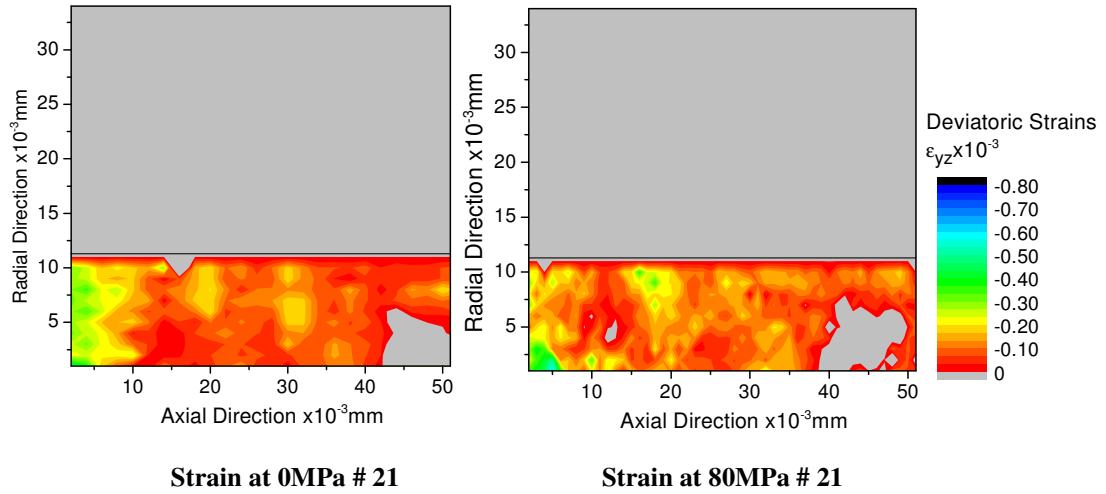 30
25
20
15
10
5
10 20 30 40 50
Radial Direction x10⁻³mm
Axial Direction x10⁻³mm
30
25
20
15
10
5
10 20 30 40 50
Radial Direction x10⁻³mm
Axial Direction x10⁻³mm
Deviatoric Strains
εyzx10⁻³
-0.80
-0.70
-0.60
-0.50
-0.40
-0.30
-0.20
-0.10
0
Strain at 0MPa # 21
Strain at 80MPa # 21